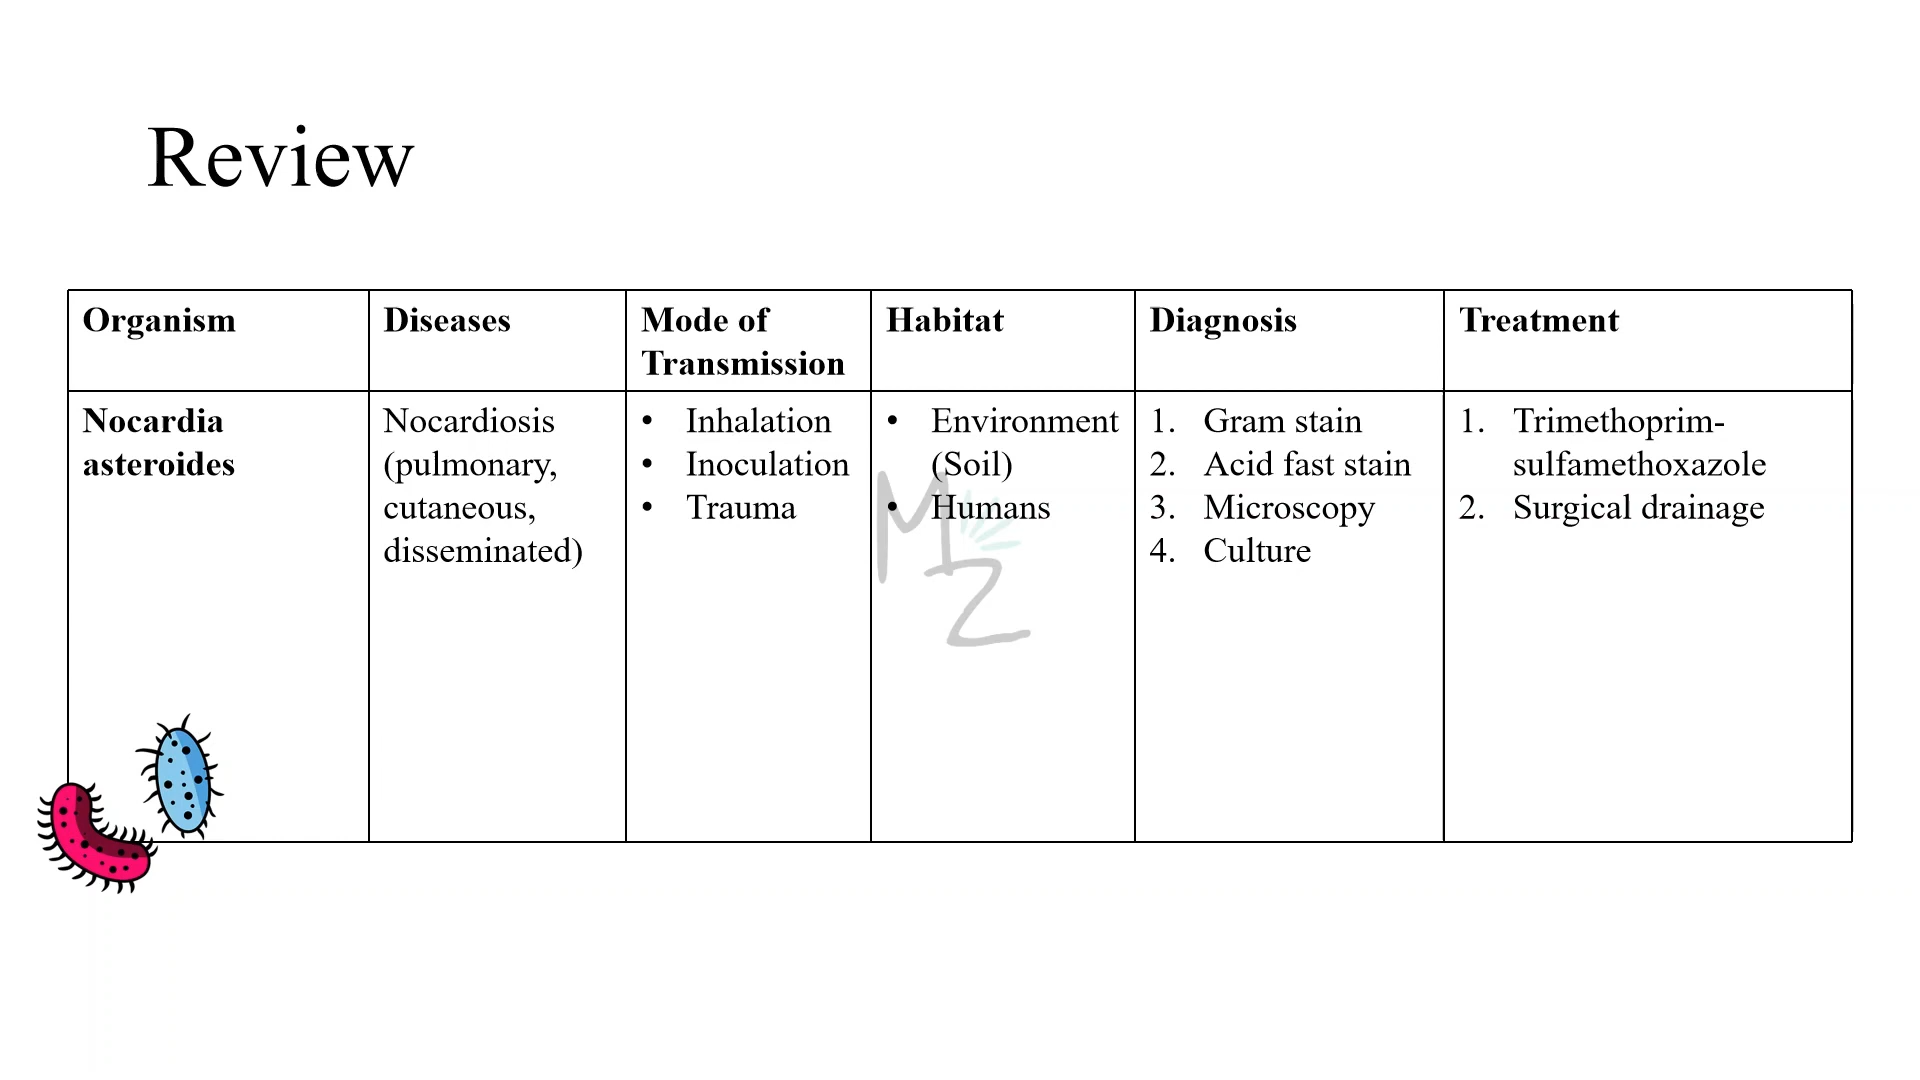 Review
Organism
Diseases
Mode of
Transmission
Habitat
Diagnosis
Treatment
Nocardia
asteroides
Nocardiosis
(pulmonary,
cutaneous,
disseminated)
• Inhalation
• Inoculation
• Trauma
• Environment
(Soil)
• Humans
1. Gram stain
2. Acid fast stain
3. Microscopy
4. Culture
1. Trimethoprim-
sulfamethoxazole
2. Surgical drainage
M
Z